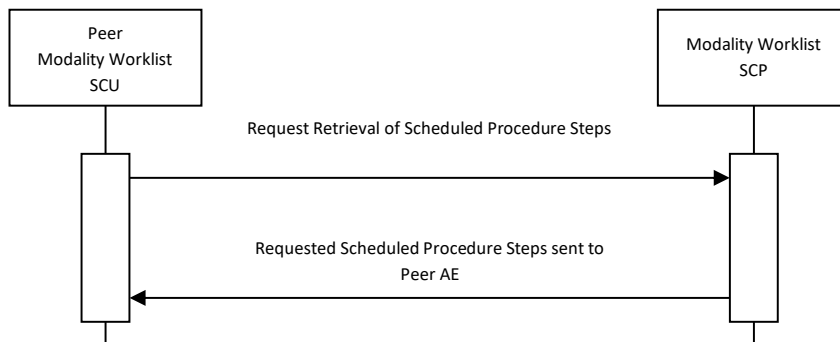 Peer
Modality Worklist
SCU
Modality Worklist
SCP
Request Retrieval of Scheduled Procedure Steps
Requested Scheduled Procedure Steps sent to
Peer AE